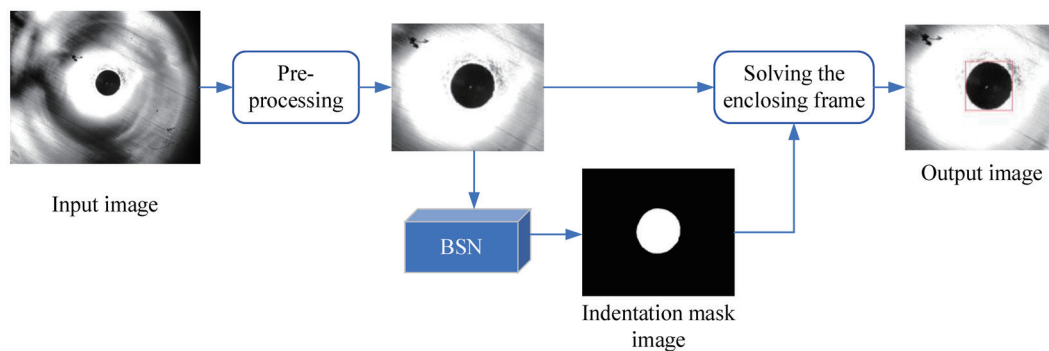 Pre-
processing
Solving the
enclosing frame
Input image
Output image
BSN
Indentation mask
image